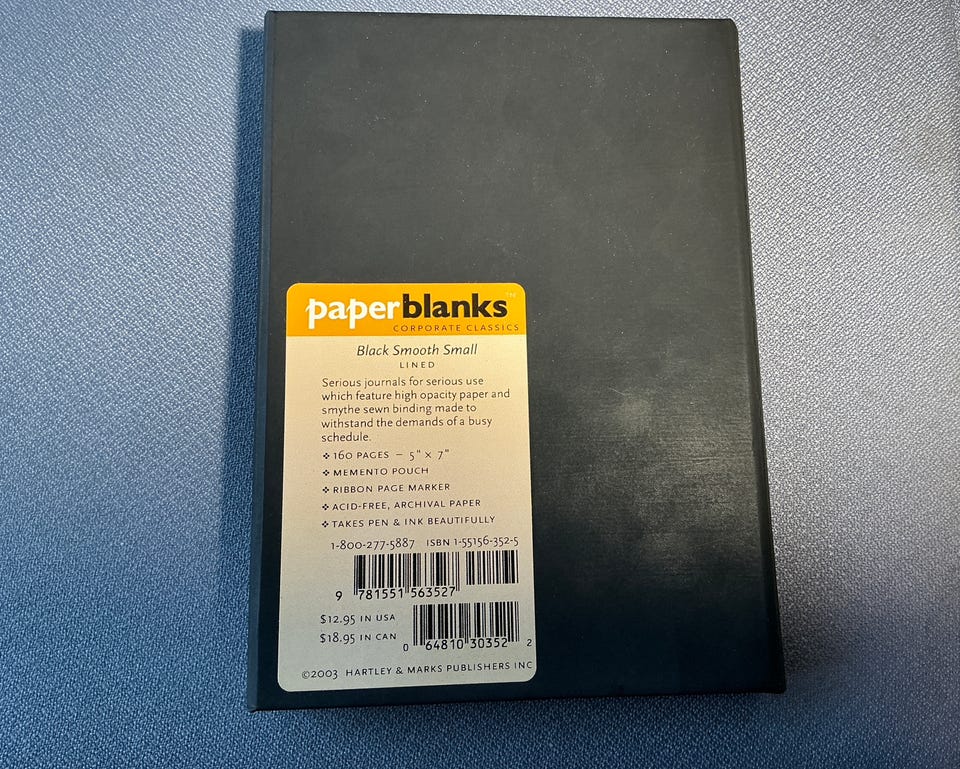 paperblanks™
CORPORATE CLASSICS
Black Smooth Small
LINED
Serious journals for serious use
which feature high opacity paper and
smythe sewn binding made to
withstand the demands of a busy
schedule.
❖ 160 PAGES – 5" × 7"
❖ MEMENTO POUCH
❖ RIBBON PAGE MARKER
❖ ACID-FREE, ARCHIVAL PAPER
❖ TAKES PEN & INK BEAUTIFULLY
1-800-277-5887 ISBN 1-55156-352-5
9 781551 563527
$12.95 IN USA
$18.95 IN CAN
0 64810 30352 2
©2003 HARTLEY & MARKS PUBLISHERS INC